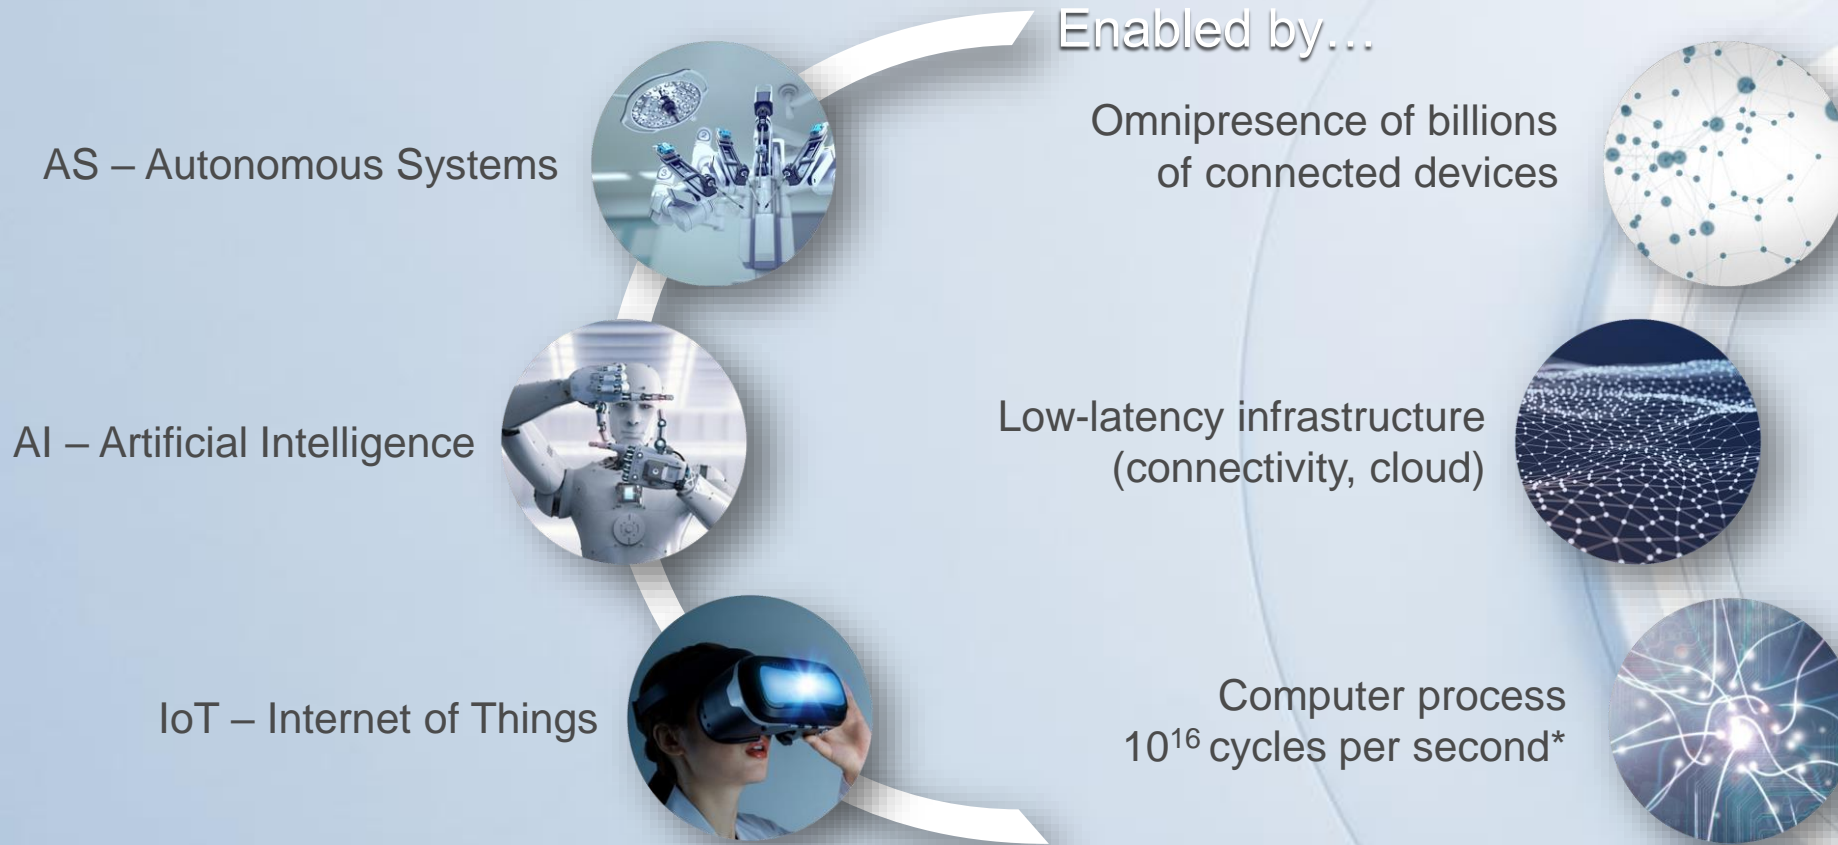 Enabled by…
AS – Autonomous Systems
AI – Artificial Intelligence
IoT – Internet of Things
Omnipresence of billions
of connected devices
Low-latency infrastructure
(connectivity, cloud)
Computer process
10¹⁶ cycles per second*